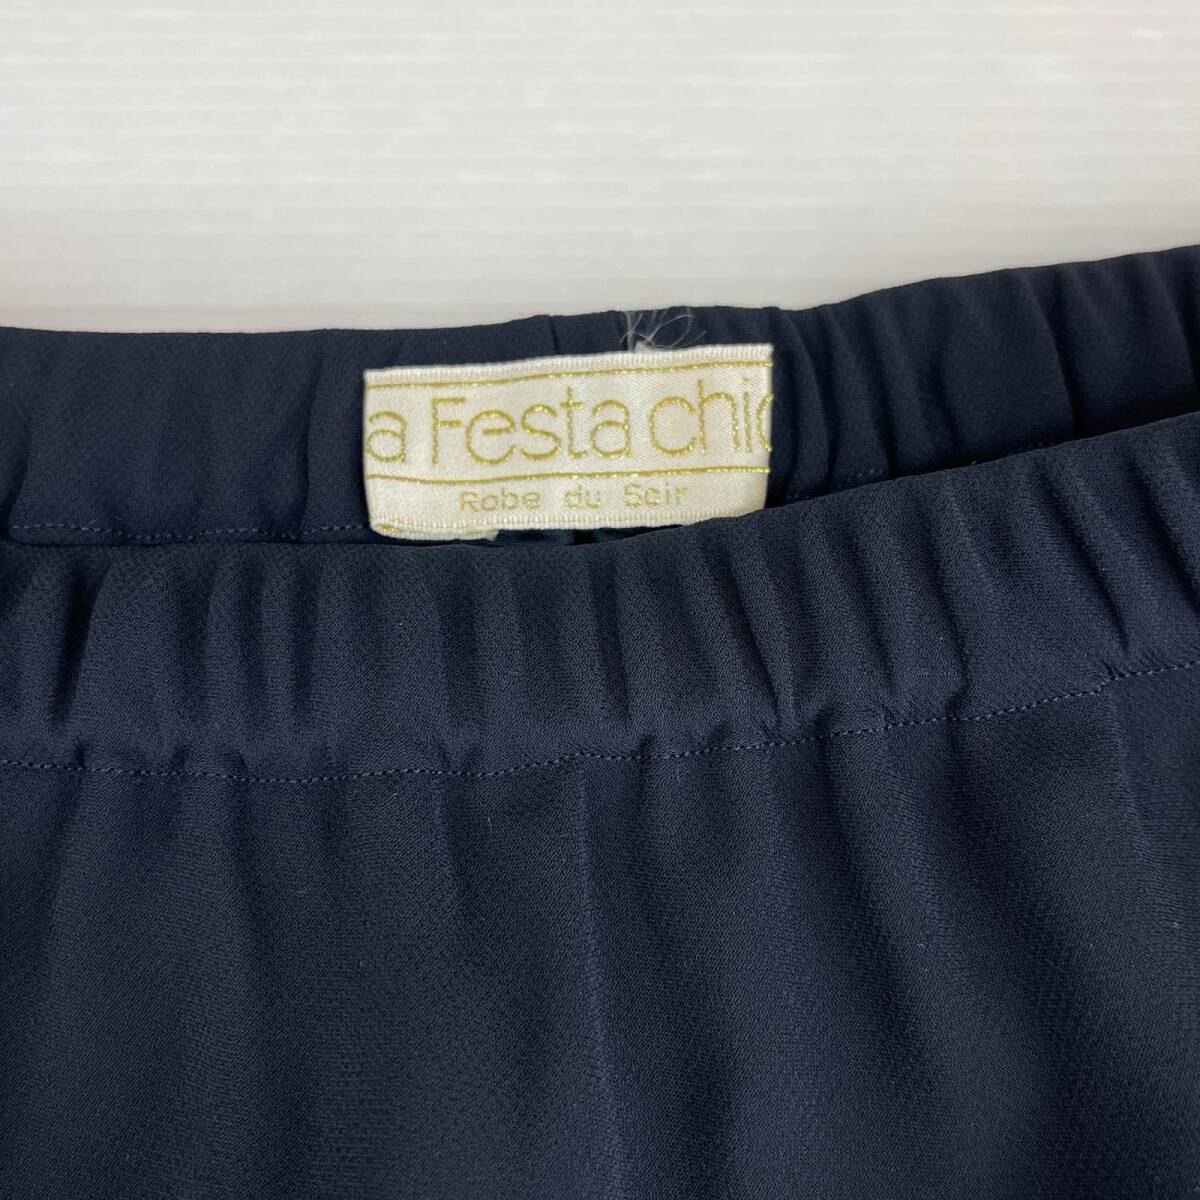 a Festa chic
Robe du Soir